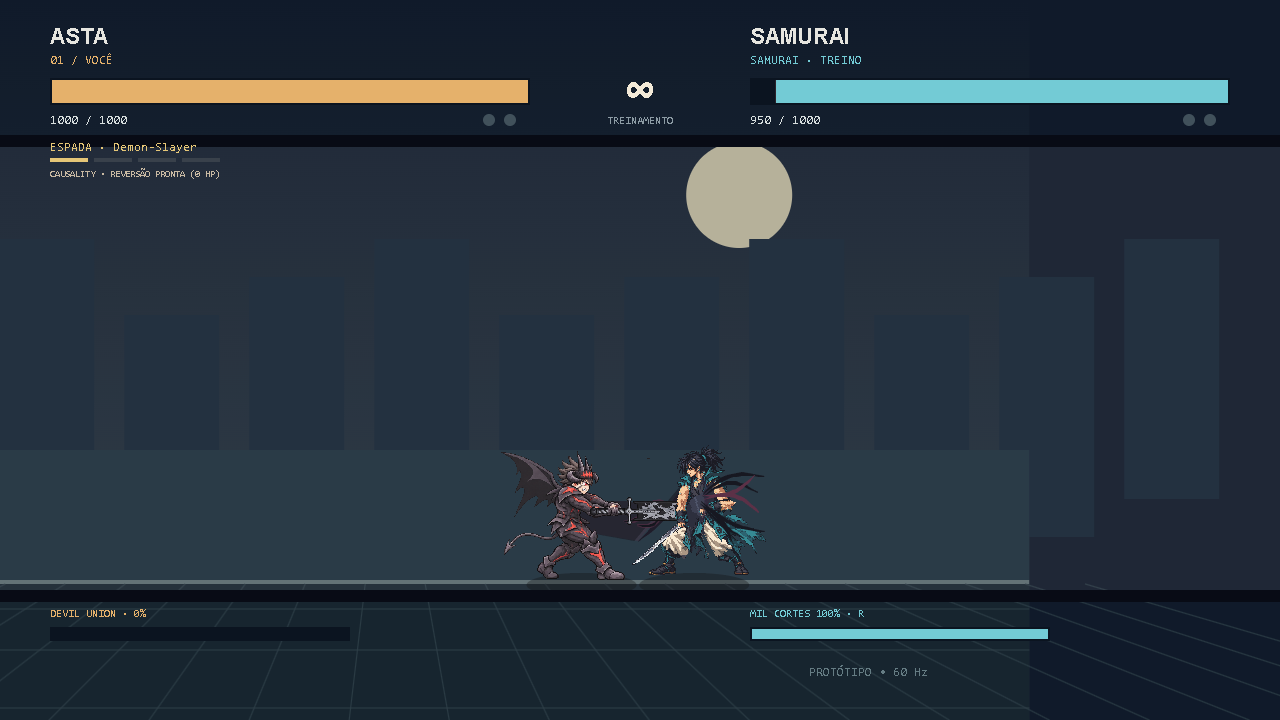 ASTA
01 / VOCÊ
1000 / 1000
∞
TREINAMENTO
SAMURAI
SAMURAI · TREINO
950 / 1000
ESPADA · Demon-Slayer
CAUSALITY · REVERSÃO PRONTA (0 HP)
DEVIL UNION · 0%
MIL CORTES 100% · R
PROTÓTIPO • 60 Hz